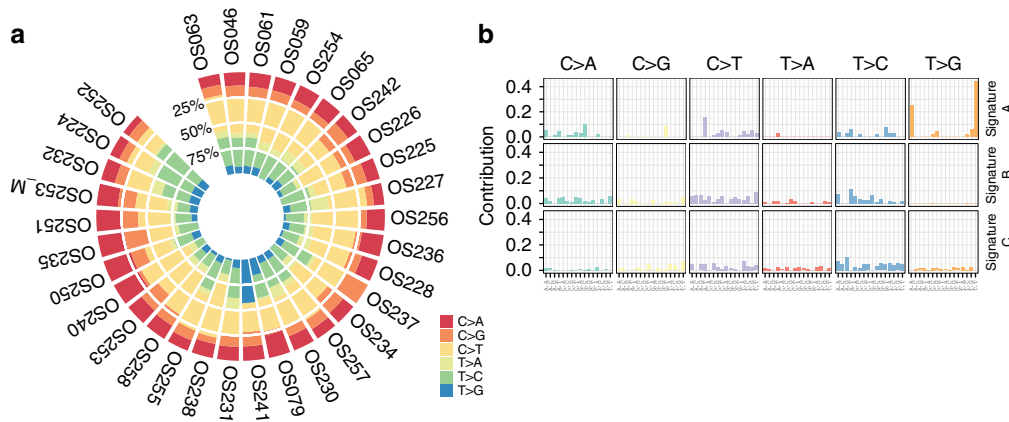 a
OS063
OS046
OS061
OS059
OS254
OS065
OS242
OS226
OS225
OS227
OS256
OS236
OS228
OS237
OS234
OS257
OS230
OS079
OS241
OS231
OS238
OS255
OS258
OS253
OS240
OS250
OS235
OS251
OS253_M
OS232
OS224
OS252
25%
50%
75%
C>A
C>G
C>T
T>A
T>C
T>G
b
C>A
C>G
C>T
T>A
T>C
T>G
Contribution
0.4
0.2
0.0
0.4
0.2
0.0
0.4
0.2
0.0
Signature A
Signature B
Signature C